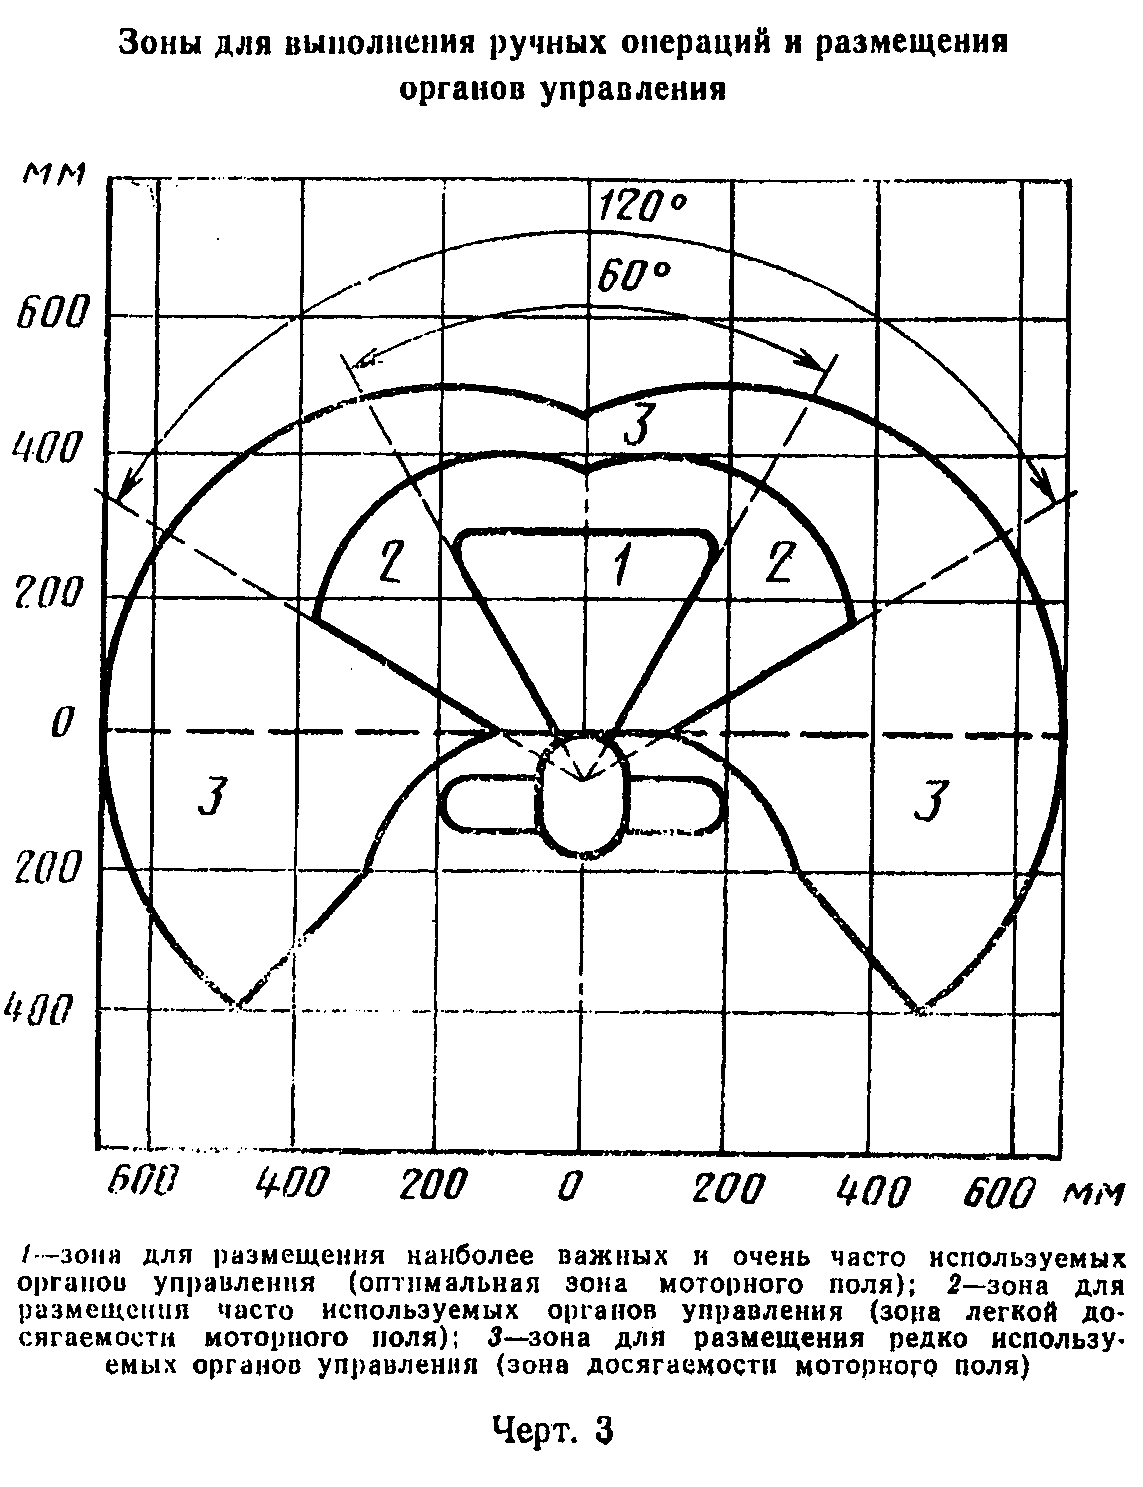 Зоны для выполнения ручных операций и размещения
органов управления
мм
120°
60°
600
3
400
2
1
2
200
0
3
3
200
400
600 400 200 0 200 400 600 мм
1—зона для размещения наиболее важных и очень часто используемых
органов управления (оптимальная зона моторного поля); 2—зона для
размещения часто используемых органов управления (зона легкой до-
сягаемости моторного поля); 3—зона для размещения редко использу-
емых органов управления (зона досягаемости моторного поля)
Черт. 3